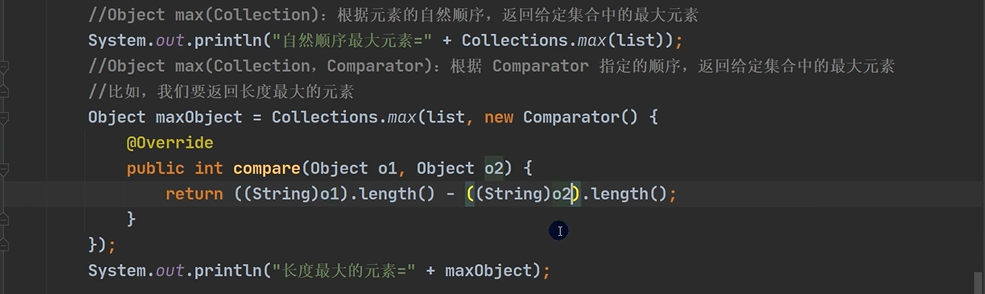 //Object max(Collection): 根据元素的自然顺序，返回给定集合中的最大元素
System.out.println("自然顺序最大元素=" + Collections.max(list));
//Object max(Collection，Comparator): 根据 Comparator 指定的顺序，返回给定集合中的最大元素
//比如，我们要返回长度最大的元素
Object maxObject = Collections.max(list, new Comparator() {
@Override
public int compare(Object o1, Object o2) {
return ((String)o1).length() - ((String)o2).length();
}
});
System.out.println("长度最大的元素=" + maxObject);